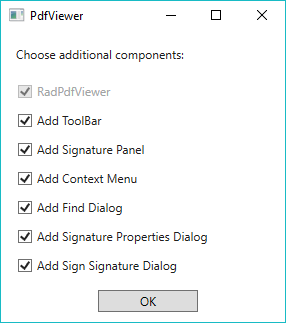 PdfViewer
Choose additional components:
RadPdfViewer
Add ToolBar
Add Signature Panel
Add Context Menu
Add Find Dialog
Add Signature Properties Dialog
Add Sign Signature Dialog
OK